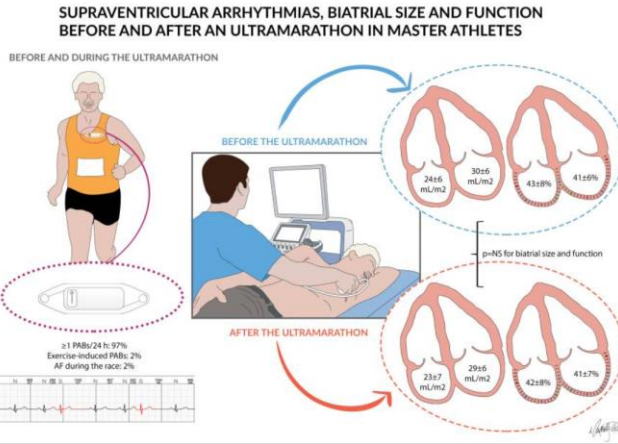 SUPRAVENTRICULAR ARRHYTHMIAS, BIATRIAL SIZE AND FUNCTION
BEFORE AND AFTER AN ULTRAMARATHON IN MASTER ATHLETES
BEFORE AND DURING THE ULTRAMARATHON
BEFORE THE ULTRAMARATHON
24±6
mL/m2
30±6
mL/m2
43±8%
41±6%
p=NS for biatrial size and function
AFTER THE ULTRAMARATHON
23±7
mL/m2
29±6
mL/m2
42±8%
41±7%
≥1 PABs/24 h: 97%
Exercise-induced PABs: 2%
AF during the race: 2%